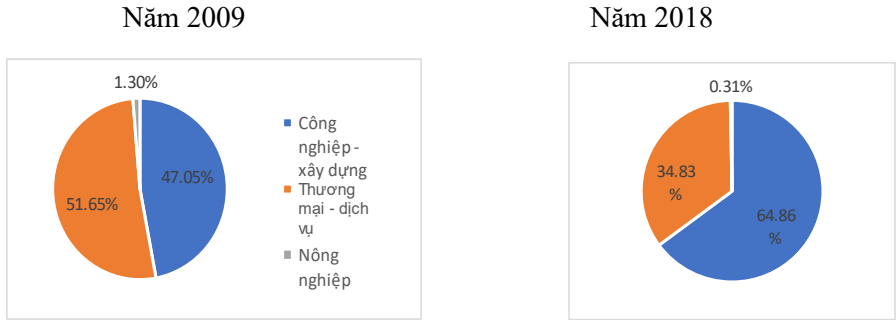 Năm 2009
Năm 2018
1.30%
47.05%
51.65%
Công
nghiệp -
xây dựng
Thương
mại - dịch
vụ
Nông
nghiệp
0.31%
34.83
%
64.86
%